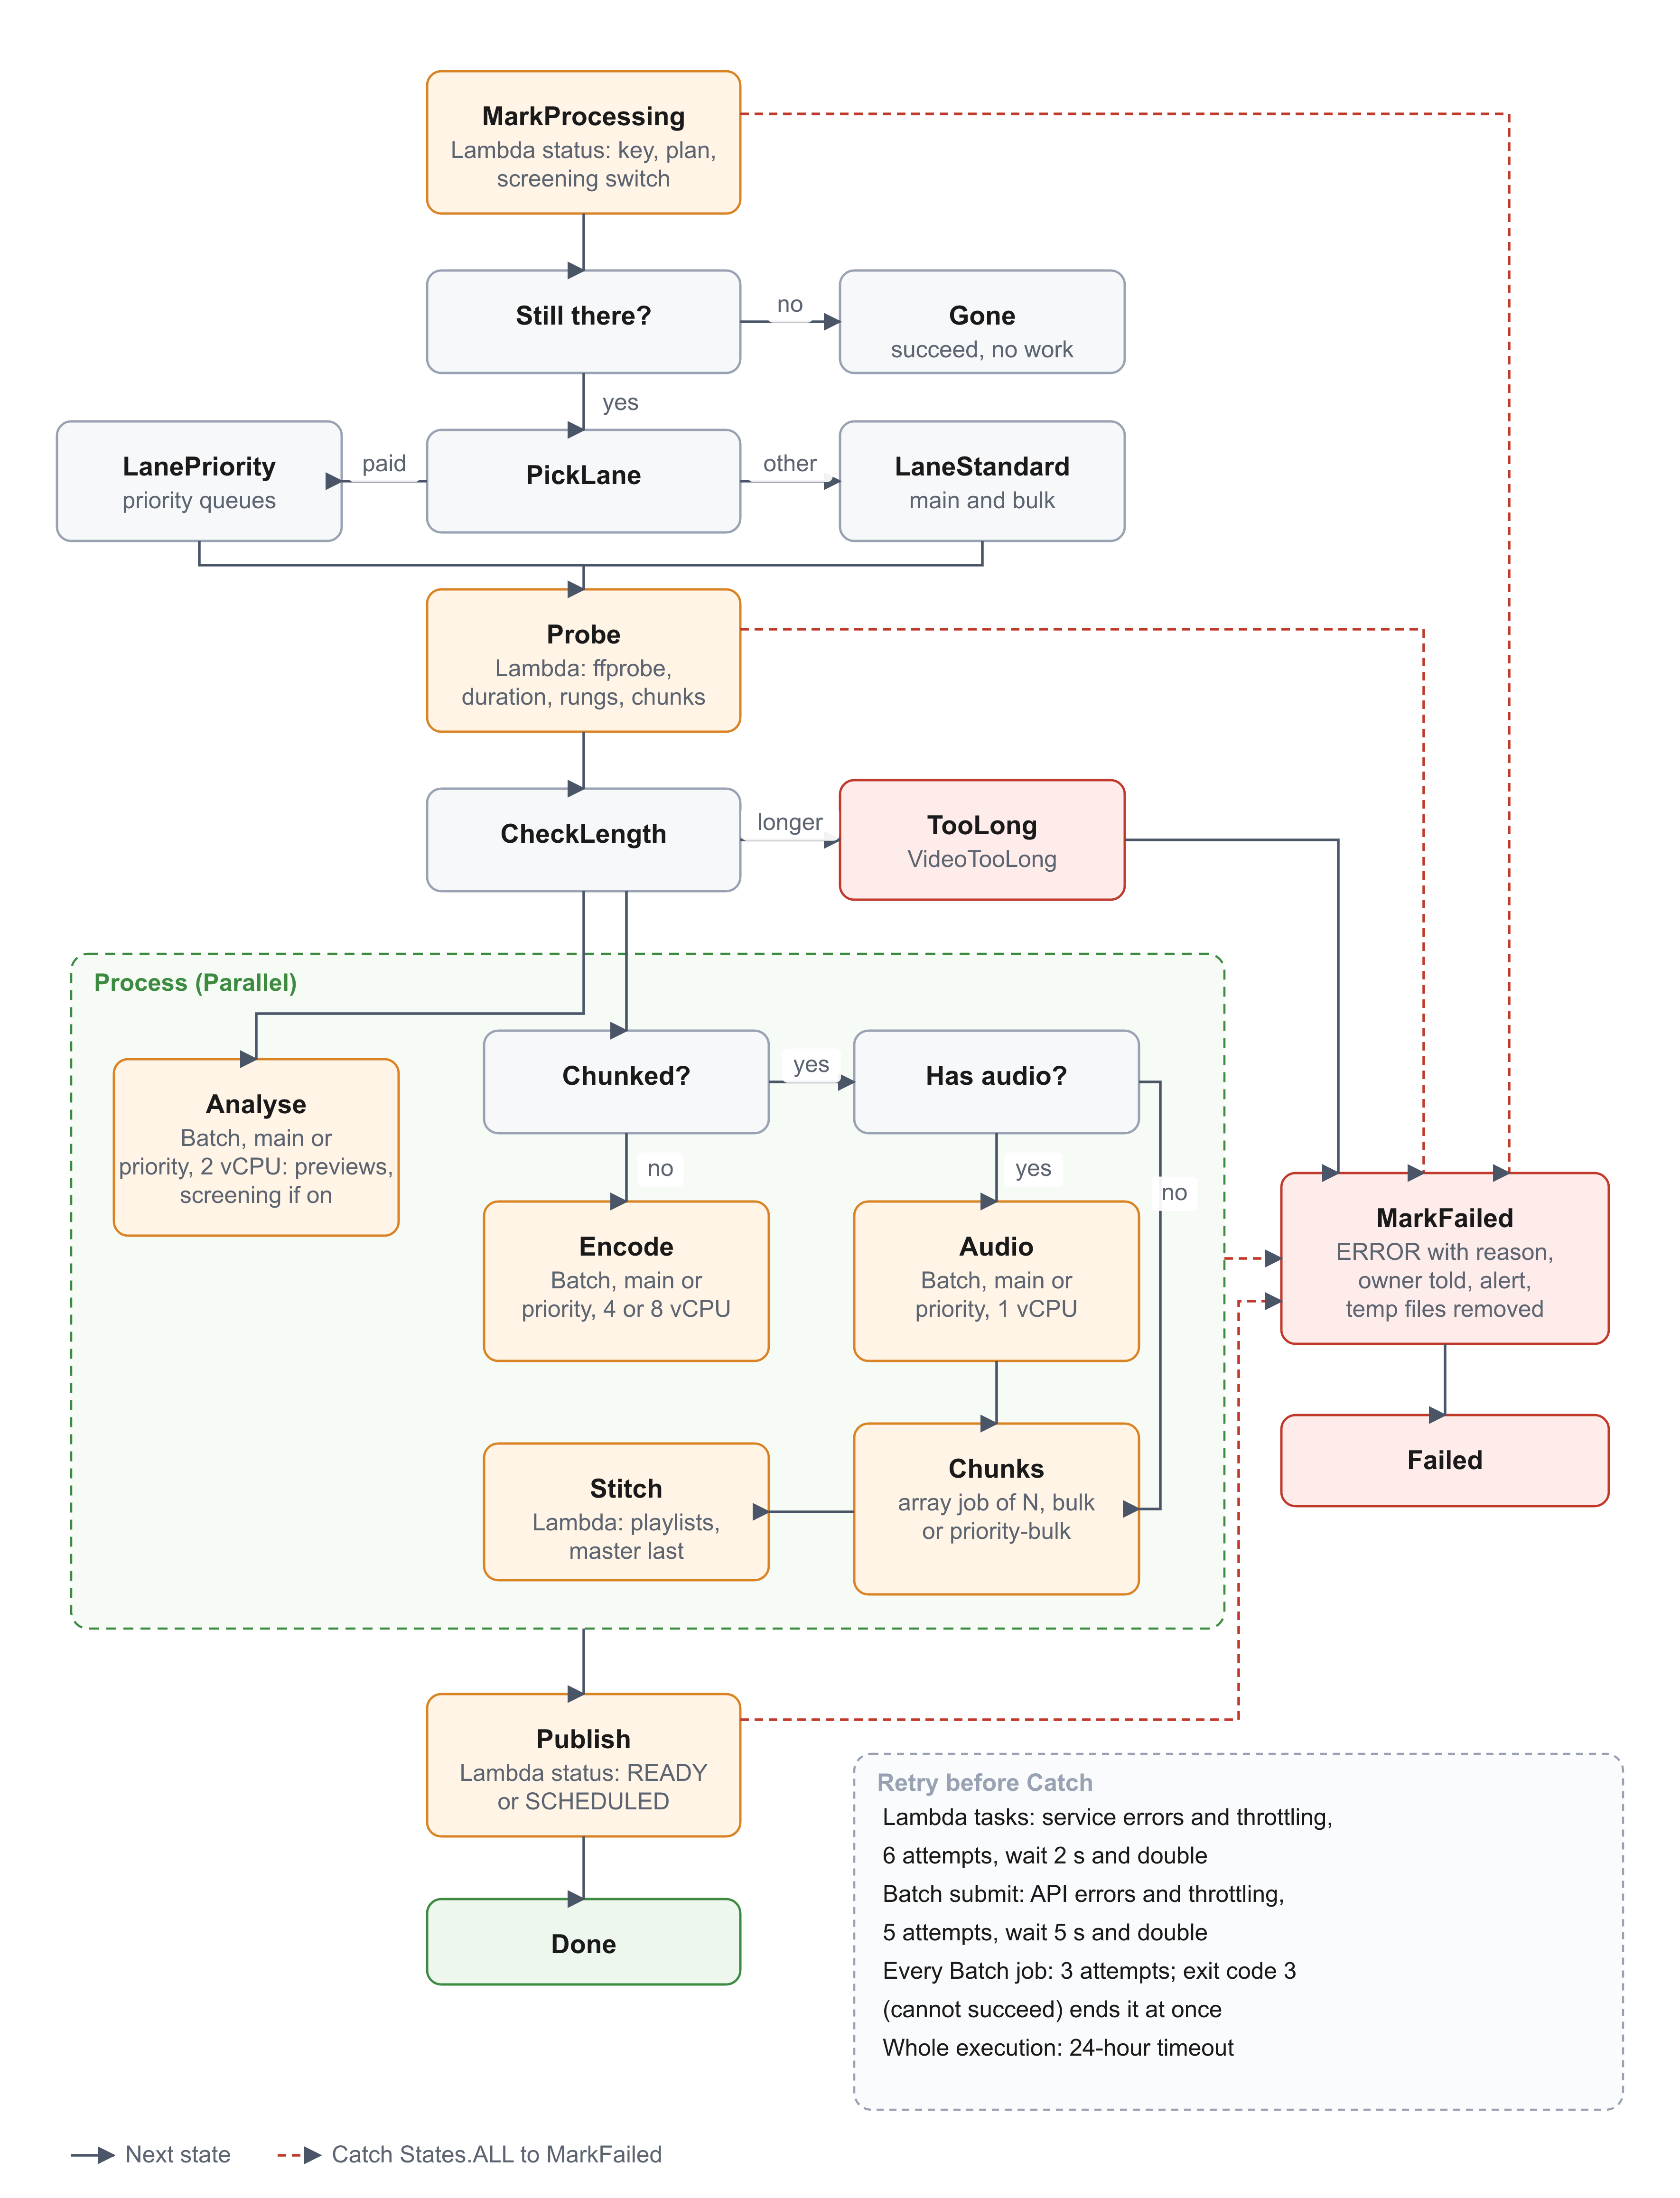 MarkProcessing
Lambda status: key, plan,
screening switch
Still there?
no
Gone
succeed, no work
yes
LanePriority
priority queues
paid
PickLane
other
LaneStandard
main and bulk
Probe
Lambda: ffprobe,
duration, rungs, chunks
CheckLength
longer
TooLong
VideoTooLong
Process (Parallel)
Analyse
Batch, main or
priority, 2 vCPU: previews,
screening if on
Chunked?
yes
Has audio?
no
yes
no
Encode
Batch, main or
priority, 4 or 8 vCPU
Audio
Batch, main or
priority, 1 vCPU
MarkFailed
ERROR with reason,
owner told, alert,
temp files removed
Stitch
Lambda: playlists,
master last
Chunks
array job of N, bulk
or priority-bulk
Failed
Publish
Lambda status: READY
or SCHEDULED
Done
Retry before Catch
Lambda tasks: service errors and throttling,
6 attempts, wait 2 s and double
Batch submit: API errors and throttling,
5 attempts, wait 5 s and double
Every Batch job: 3 attempts; exit code 3
(cannot succeed) ends it at once
Whole execution: 24-hour timeout
Next state
Catch States.ALL to MarkFailed